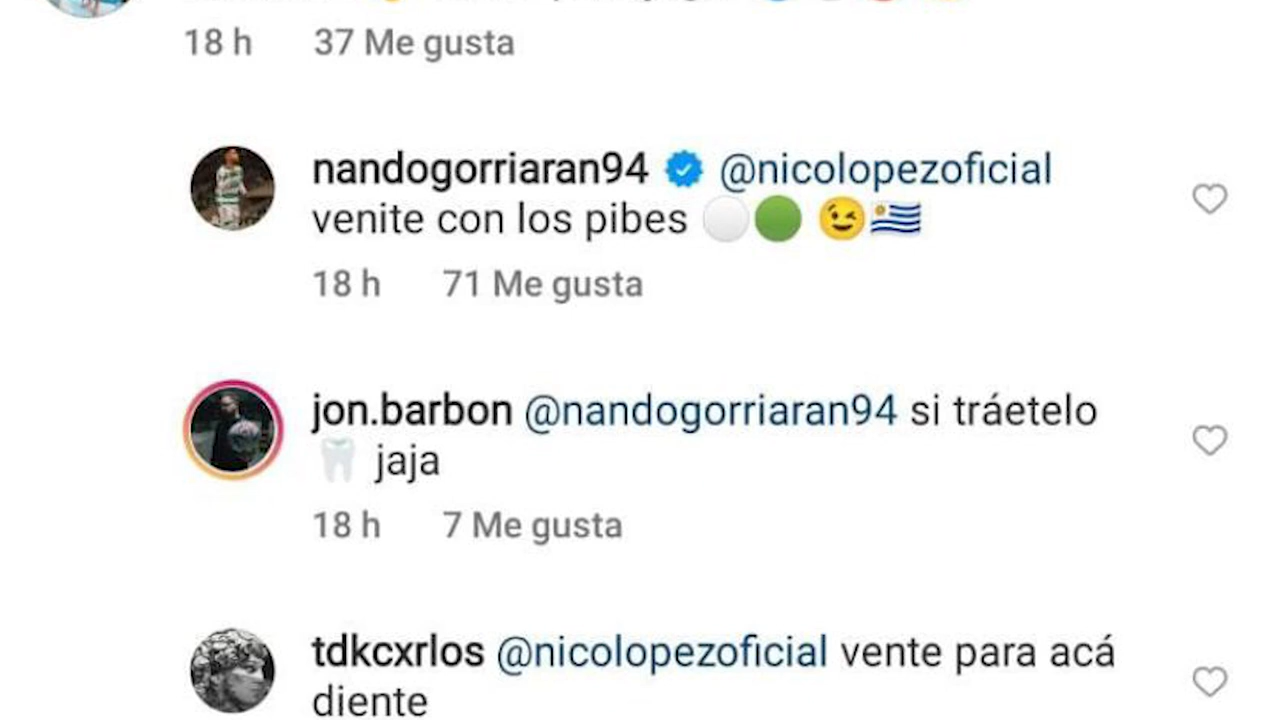 18 h 37 Me gusta
nandogorriaran94 @nicolopezoficial
venite con los pibes ⚪🟢 😉🇺🇾
18 h 71 Me gusta
jon.barbon @nandogorriaran94 si tráetelo
🦷 jaja
18 h 7 Me gusta
tdkcxrlos @nicolopezoficial vente para acá
diente